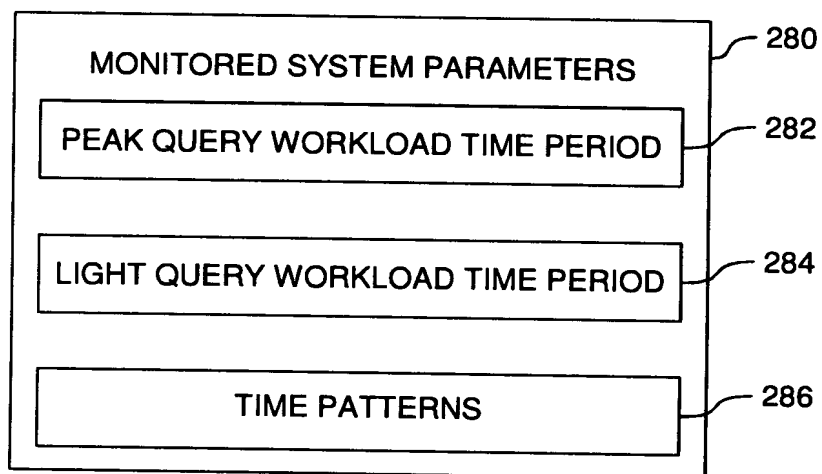 280
MONITORED SYSTEM PARAMETERS
PEAK QUERY WORKLOAD TIME PERIOD
282
LIGHT QUERY WORKLOAD TIME PERIOD
284
TIME PATTERNS
286